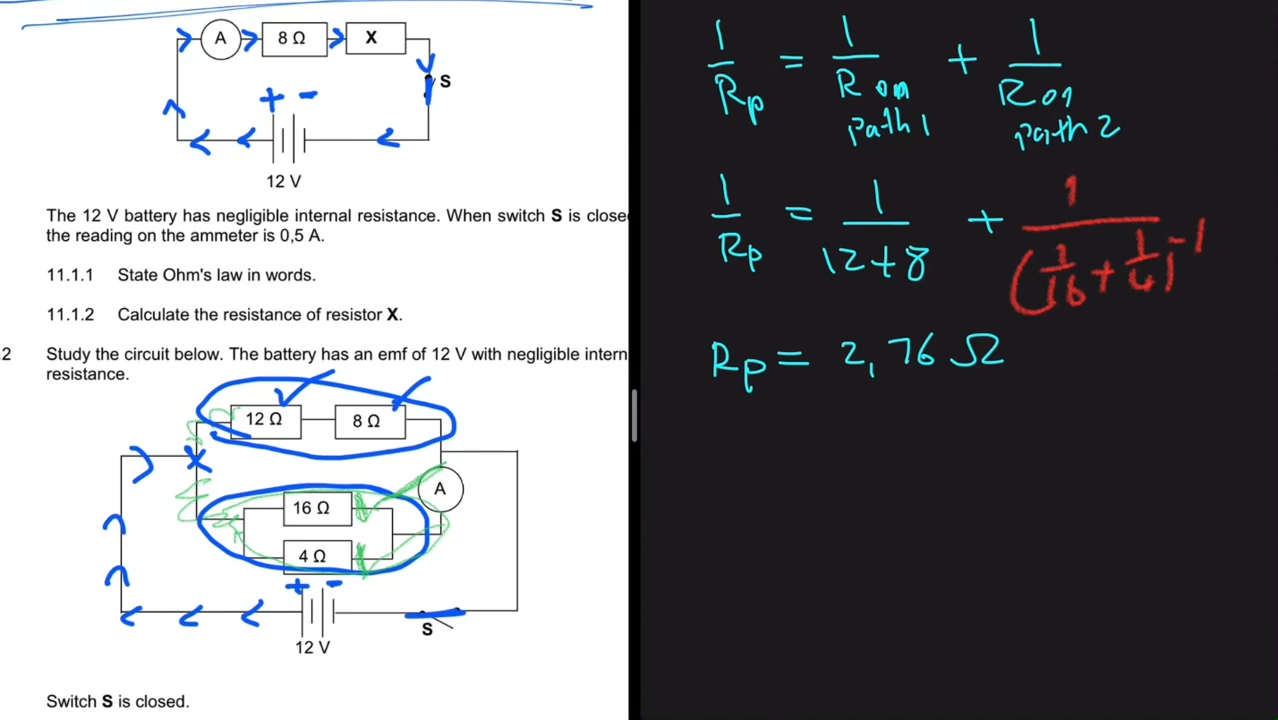 A
8 Ω
X
S
+ -
12 V
The 12 V battery has negligible internal resistance. When switch S is close
the reading on the ammeter is 0,5 A.
11.1.1 State Ohm's law in words.
11.1.2 Calculate the resistance of resistor X.
.2 Study the circuit below. The battery has an emf of 12 V with negligible intern
resistance.
12 Ω
8 Ω
A
16 Ω
4 Ω
+ -
S
12 V
Switch S is closed.
1/Rp = 1/R on path 1 + 1/R on path 2
1/Rp = 1/(12+8) + 1/(1/16 + 1/4)^-1
Rp = 2,76 Ω